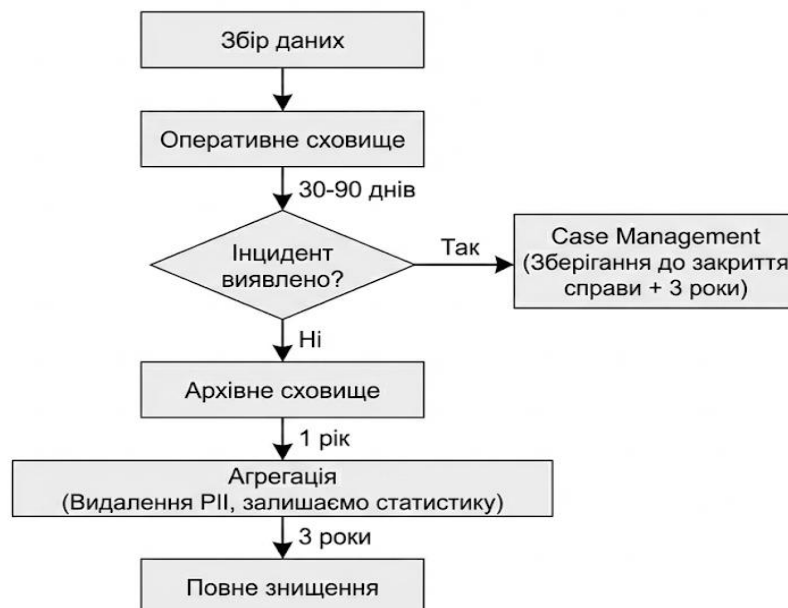 Збір даних
Оперативне сховище
30-90 днів
Інцидент
виявлено?
Так
Case Management
(Зберігання до закриття
справи + 3 роки)
Ні
Архівне сховище
1 рік
Агрегація
(Видалення PII, залишаємо статистику)
3 роки
Повне знищення